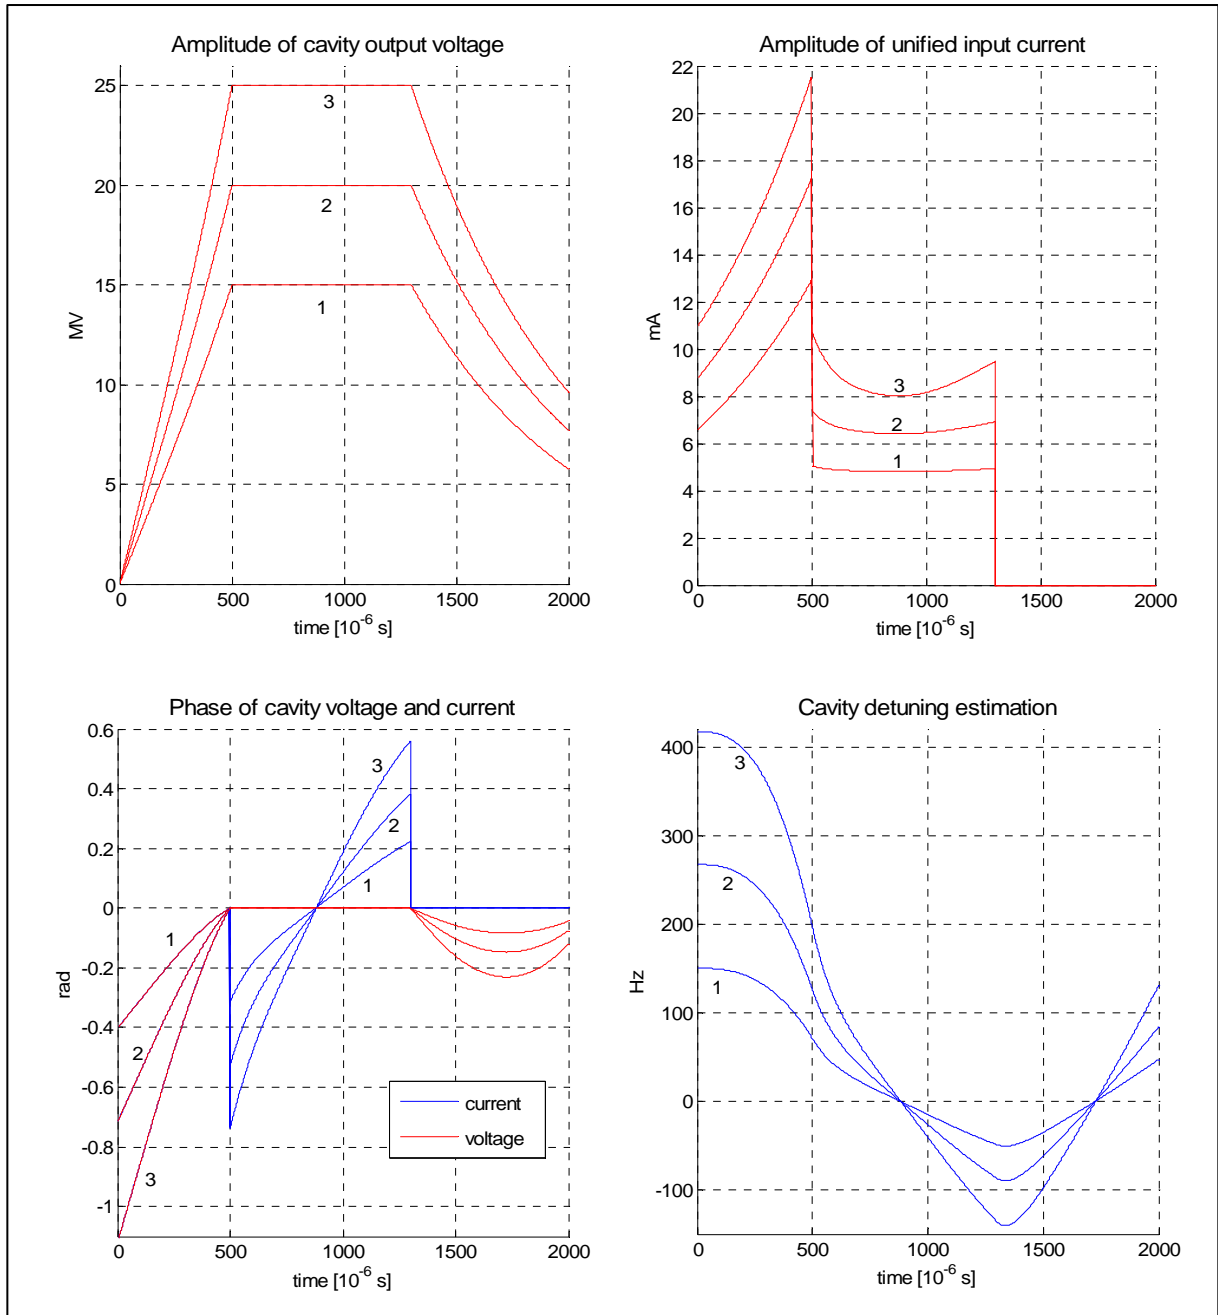 Amplitude of cavity output voltage
25
20
15
10
5
0
MV
3
2
1
0 500 1000 1500 2000
time [10⁻⁶ s]
Amplitude of unified input current
22
20
18
16
14
12
10
8
6
4
2
0
mA
3
2
1
0 500 1000 1500 2000
time [10⁻⁶ s]
Phase of cavity voltage and current
0.6
0.4
0.2
0
-0.2
-0.4
-0.6
-0.8
-1
rad
3
2
1
1
2
3
current
voltage
0 500 1000 1500 2000
time [10⁻⁶ s]
Cavity detuning estimation
400
300
200
100
0
-100
Hz
3
2
1
0 500 1000 1500 2000
time [10⁻⁶ s]